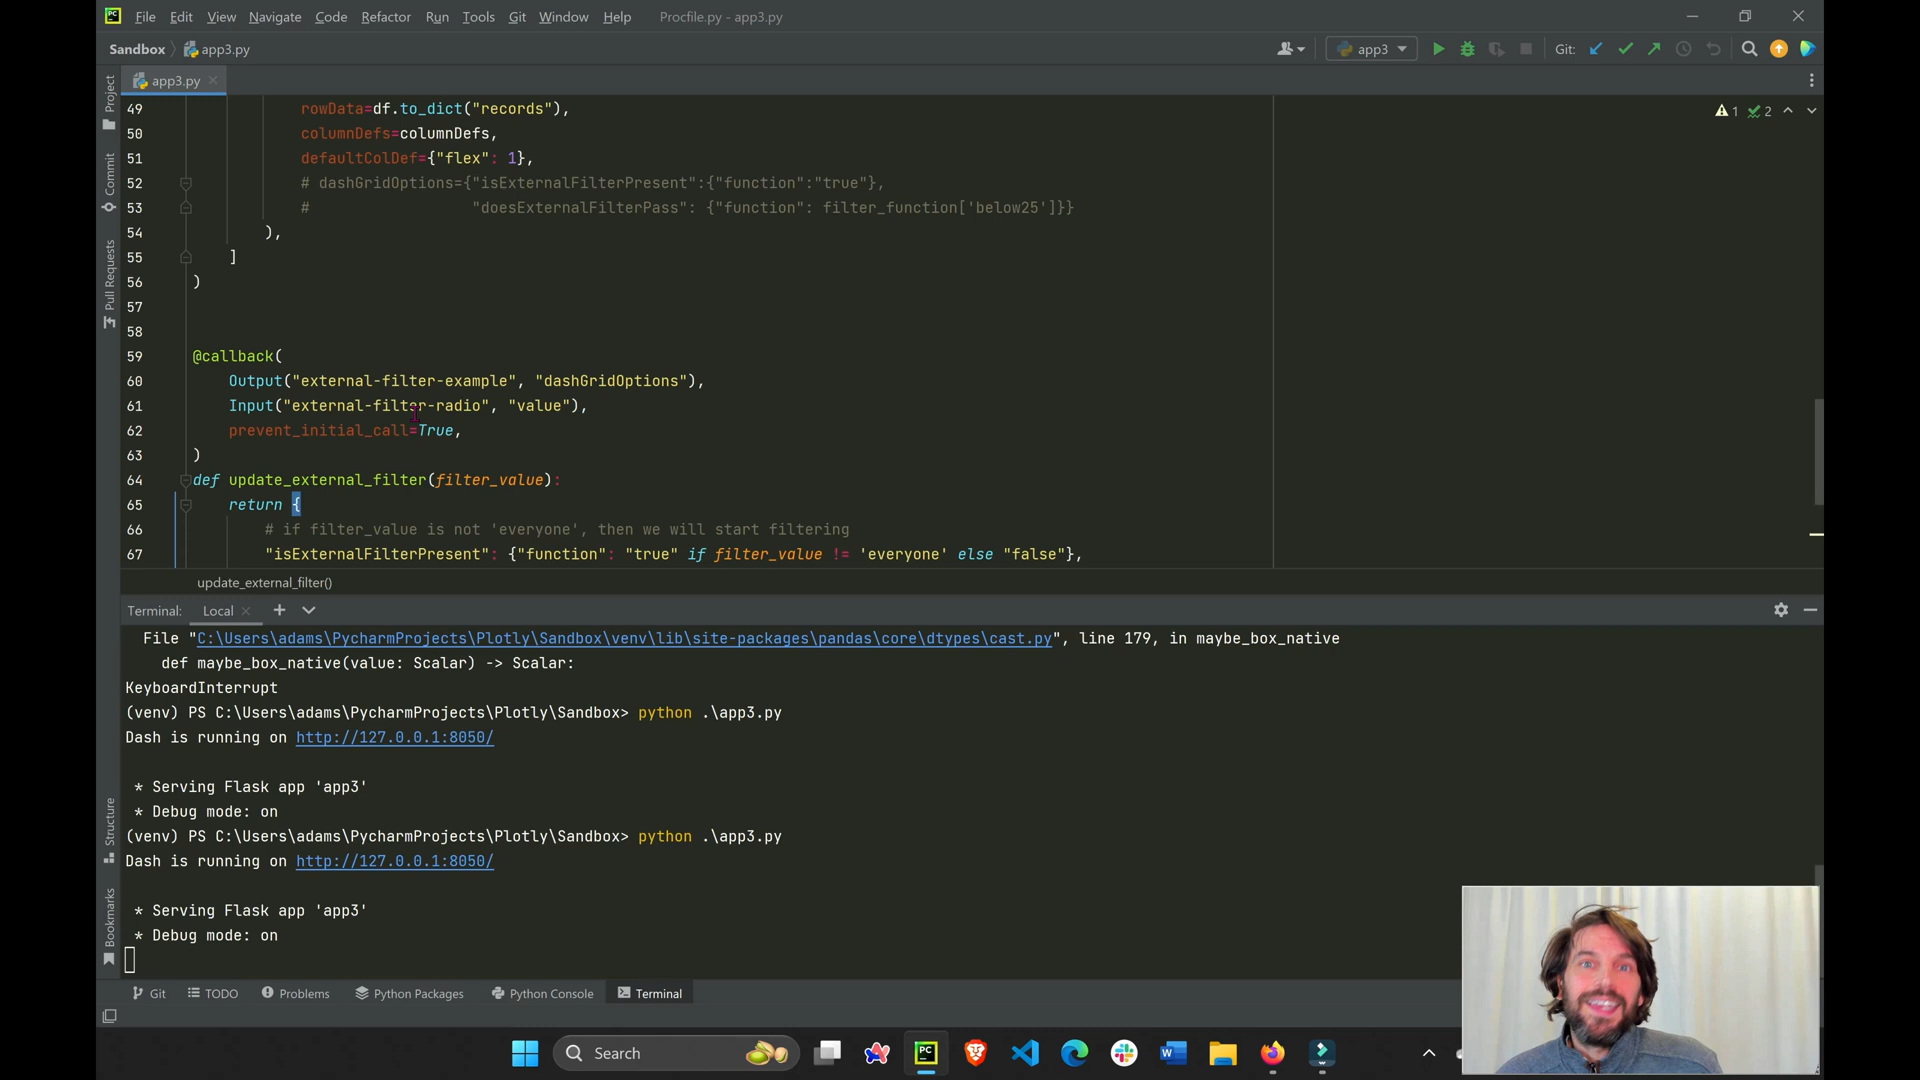 PC File Edit View Navigate Code Refactor Run Tools Git Window Help Procfile.py - app3.py
Sandbox app3.py app3 Git:
app3.py
49 rowData=df.to_dict("records"),
50 columnDefs=columnDefs,
51 defaultColDef={"flex": 1},
52 # dashGridOptions={"isExternalFilterPresent":{"function":"true"},
53 # "doesExternalFilterPass": {"function": filter_function['below25']}}
54 ),
55 ]
56 )
57
58
59 @callback(
60 Output("external-filter-example", "dashGridOptions"),
61 Input("external-filter-radio", "value"),
62 prevent_initial_call=True,
63 )
64 def update_external_filter(filter_value):
65 return {
66 # if filter_value is not 'everyone', then we will start filtering
67 "isExternalFilterPresent": {"function": "true" if filter_value != 'everyone' else "false"},
1 2
update_external_filter()
Project
Commit
Pull Requests
Structure
Bookmarks
Terminal: Local
File "C:\Users\adams\PycharmProjects\Plotly\Sandbox\venv\lib\site-packages\pandas\core\dtypes\cast.py", line 179, in maybe_box_native
def maybe_box_native(value: Scalar) -> Scalar:
KeyboardInterrupt
(venv) PS C:\Users\adams\PycharmProjects\Plotly\Sandbox> python .\app3.py
Dash is running on http://127.0.0.1:8050/
* Serving Flask app 'app3'
* Debug mode: on
(venv) PS C:\Users\adams\PycharmProjects\Plotly\Sandbox> python .\app3.py
Dash is running on http://127.0.0.1:8050/
* Serving Flask app 'app3'
* Debug mode: on
Git TODO Problems Python Packages Python Console Terminal
Search PC W